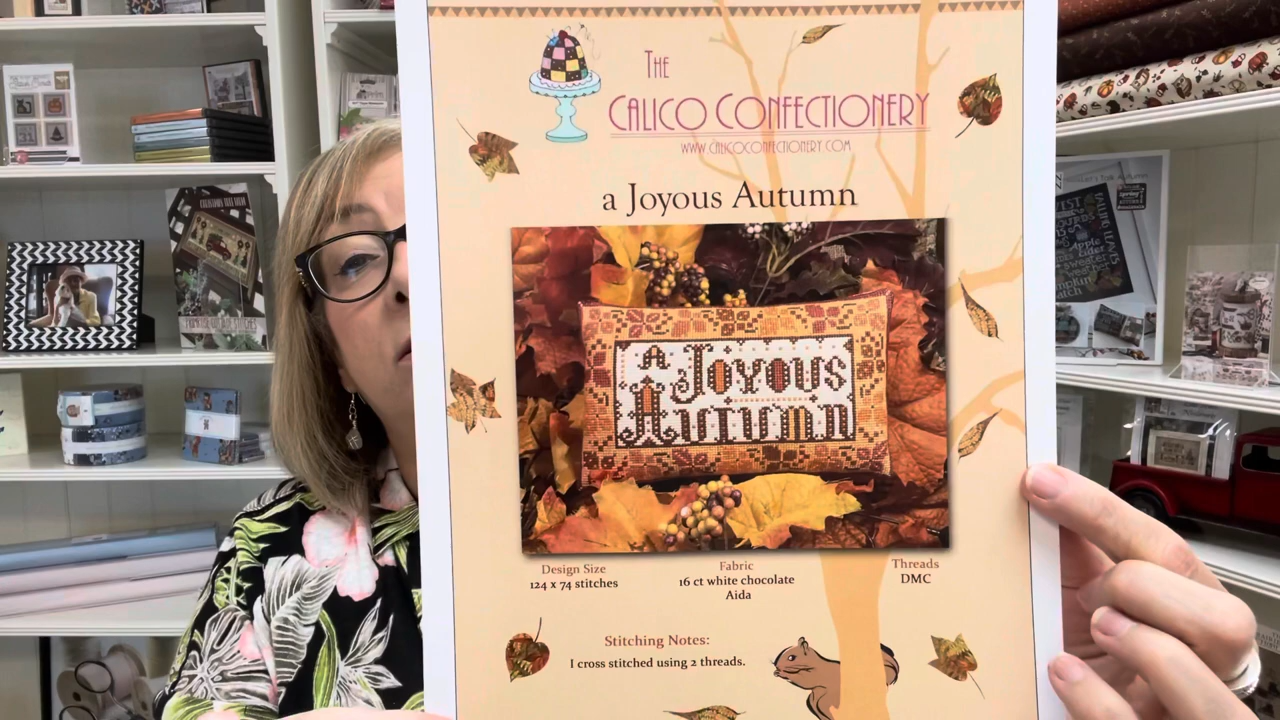 THE
CALICO CONFECTIONERY
WWW.CALICOCONFECTIONERY.COM
a Joyous Autumn
A JOYOUS
AUTUMN
Design Size
124 x 74 stitches
Fabric
16 ct white chocolate
Aida
Threads
DMC
Stitching Notes:
I cross stitched using 2 threads.